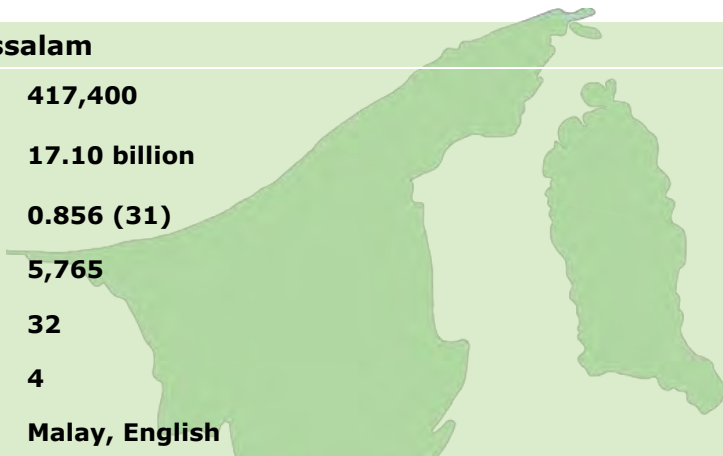 ssalam
417,400
17.10 billion
0.856 (31)
5,765
32
4
Malay, English